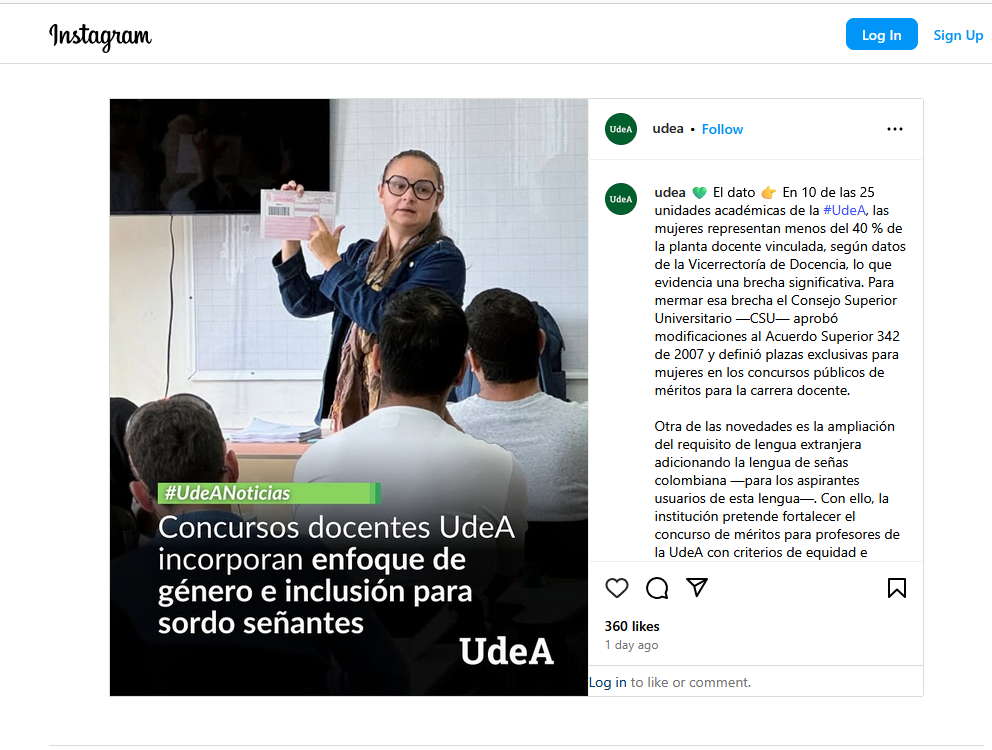 Instagram
Log In
Sign Up
UdeA
udea • Follow
UdeA
udea 💚 El dato 👉 En 10 de las 25
unidades académicas de la #UdeA, las
mujeres representan menos del 40 % de
la planta docente vinculada, según datos
de la Vicerrectoría de Docencia, lo que
evidencia una brecha significativa. Para
mermar esa brecha el Consejo Superior
Universitario —CSU— aprobó
modificaciones al Acuerdo Superior 342
de 2007 y definió plazas exclusivas para
mujeres en los concursos públicos de
méritos para la carrera docente.
Otra de las novedades es la ampliación
del requisito de lengua extranjera
adicionando la lengua de señas
colombiana —para los aspirantes
usuarios de esta lengua—. Con ello, la
institución pretende fortalecer el
concurso de méritos para profesores de
la UdeA con criterios de equidad e
#UdeANoticias
Concursos docentes UdeA
incorporan enfoque de
género e inclusión para
sordo señantes
UdeA
360 likes
1 day ago
Log in to like or comment.